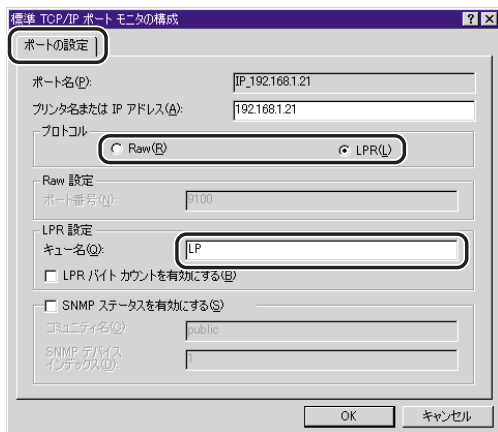 標準 TCP/IP ポート モニタの構成
ポートの設定
ポート名(P): IP_192.168.1.21
プリンタ名または IP アドレス(A): 192.168.1.21
プロトコル
Raw(R) LPR(L)
Raw 設定
ポート番号(N): 9100
LPR 設定
キュー名(Q): LP
LPR バイト カウントを有効にする(B)
SNMP ステータスを有効にする(S)
コミュニティ名(C): public
SNMP デバイス
インデックス(D): 1
OK キャンセル